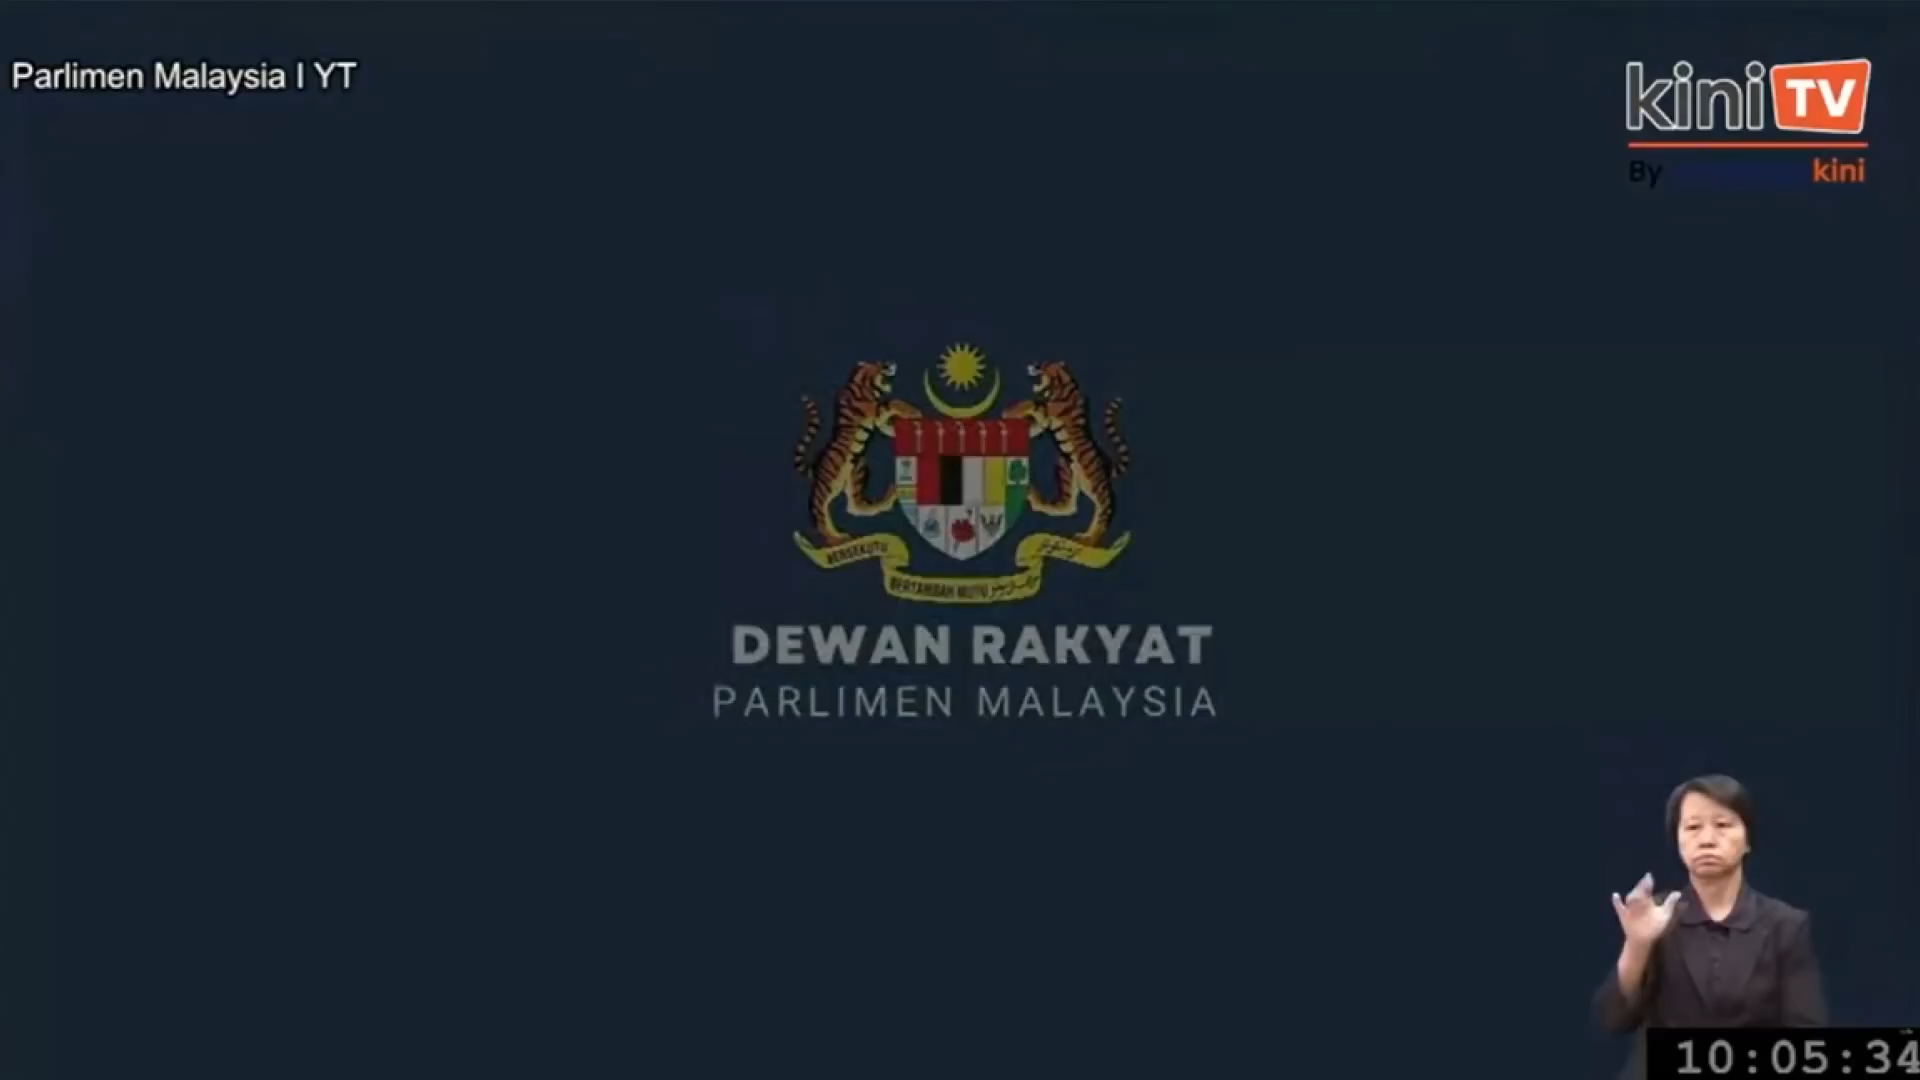 Parlimen Malaysia I YT
kini TV
By kini
BERSEKUTU
BERTAMBAH MUTU
DEWAN RAKYAT
PARLIMEN MALAYSIA
10:05:34